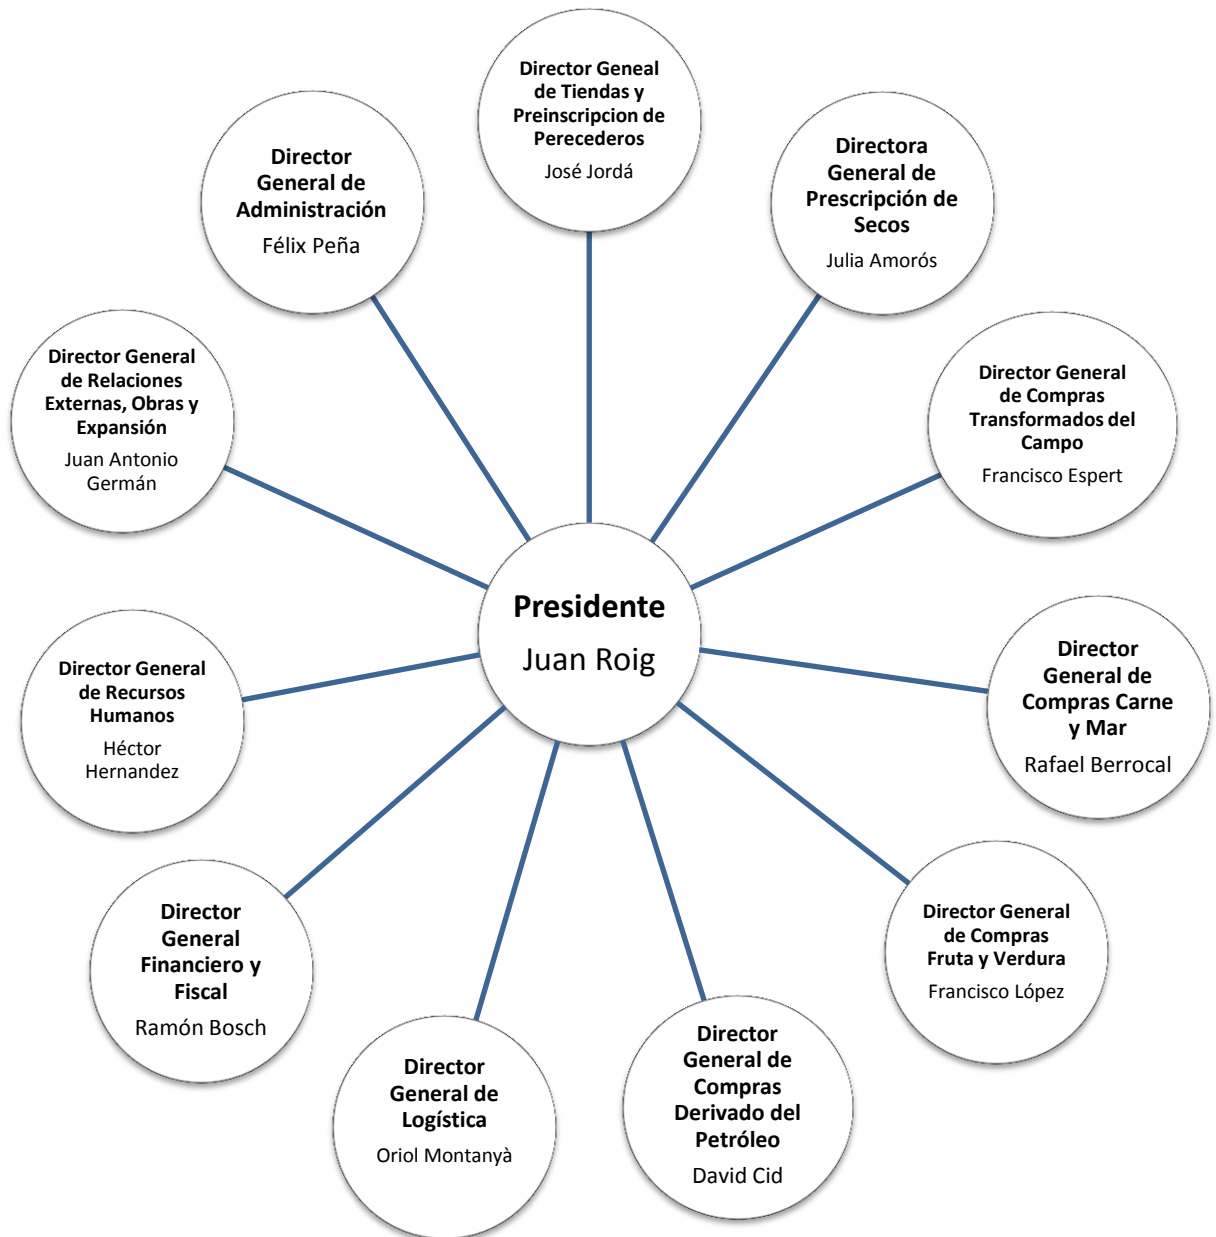 Director Geneal
de Tiendas y
Preinscripcion de
Perecederos
José Jordá
Directora
General de
Prescripción de
Secos
Julia Amorós
Director General
de Compras
Transformados del
Campo
Francisco Espert
Director
General de
Compras Carne
y Mar
Rafael Berrocal
Director General
de Compras
Fruta y Verdura
Francisco López
Director
General de
Compras
Derivado del
Petróleo
David Cid
Director
General de
Logística
Oriol Montanyà
Director
General
Financiero y
Fiscal
Ramón Bosch
Director General
de Recursos
Humanos
Héctor
Hernandez
Director General
de Relaciones
Externas, Obras y
Expansión
Juan Antonio
Germán
Director
General de
Administración
Félix Peña
Presidente
Juan Roig